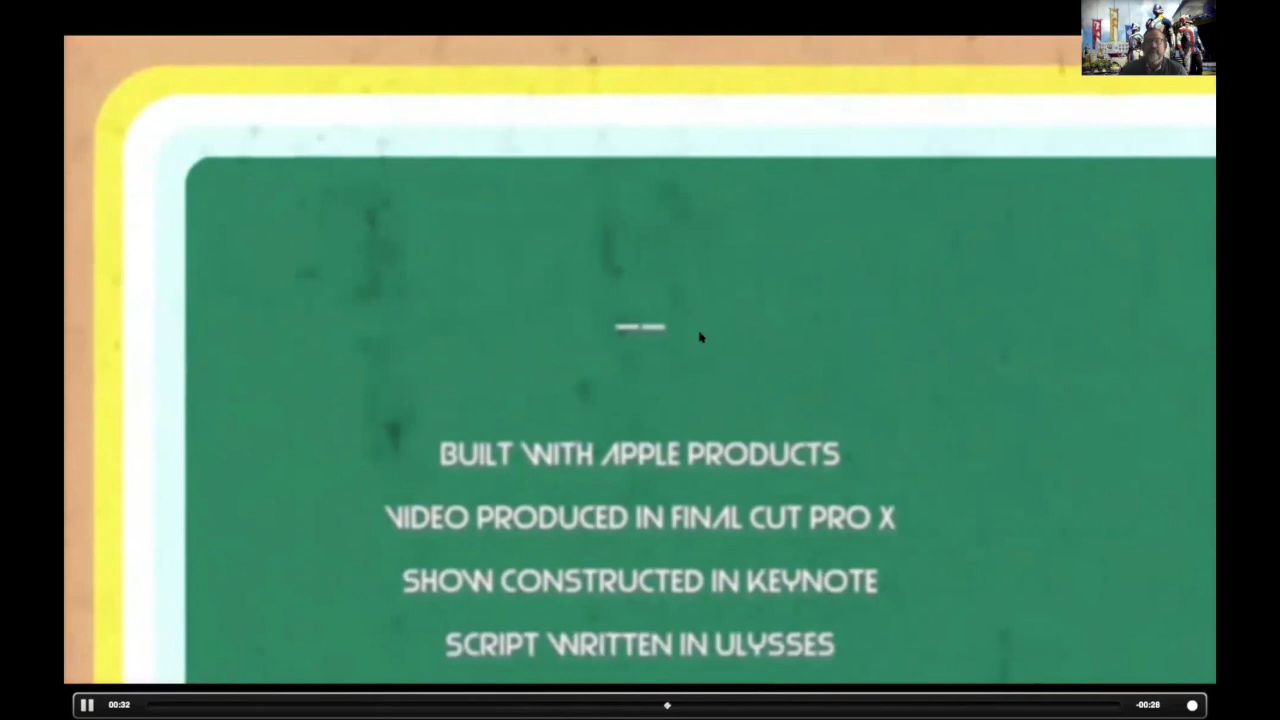 ——
BUILT WITH APPLE PRODUCTS
VIDEO PRODUCED IN FINAL CUT PRO X
SHOW CONSTRUCTED IN KEYNOTE
SCRIPT WRITTEN IN ULYSSES
00:32
-00:28